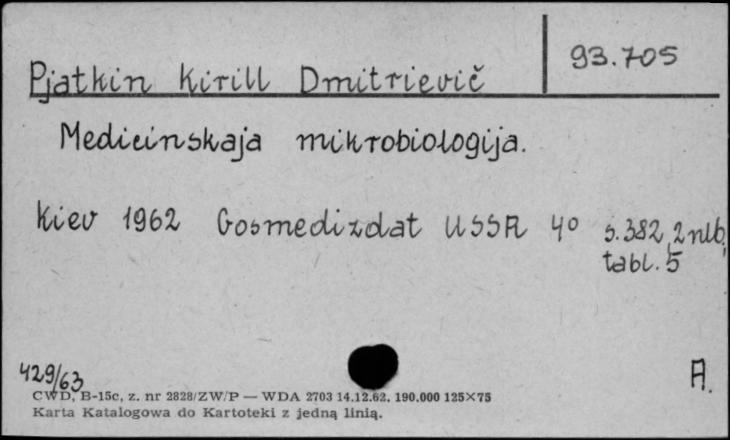 93.705
Pjatkin Kirill Dmitrievič
Medicinskaja mikrobiologija.
Kiev 1962 Gosmedizdat USSR 4° s.382, 2 nlb,
tabl. 5
429/63
A.
CWD, B-15c, z. nr 2828/ZW/P — WDA 2703 14.12.62. 190.000 125×75
Karta Katalogowa do Kartoteki z jedną linią.